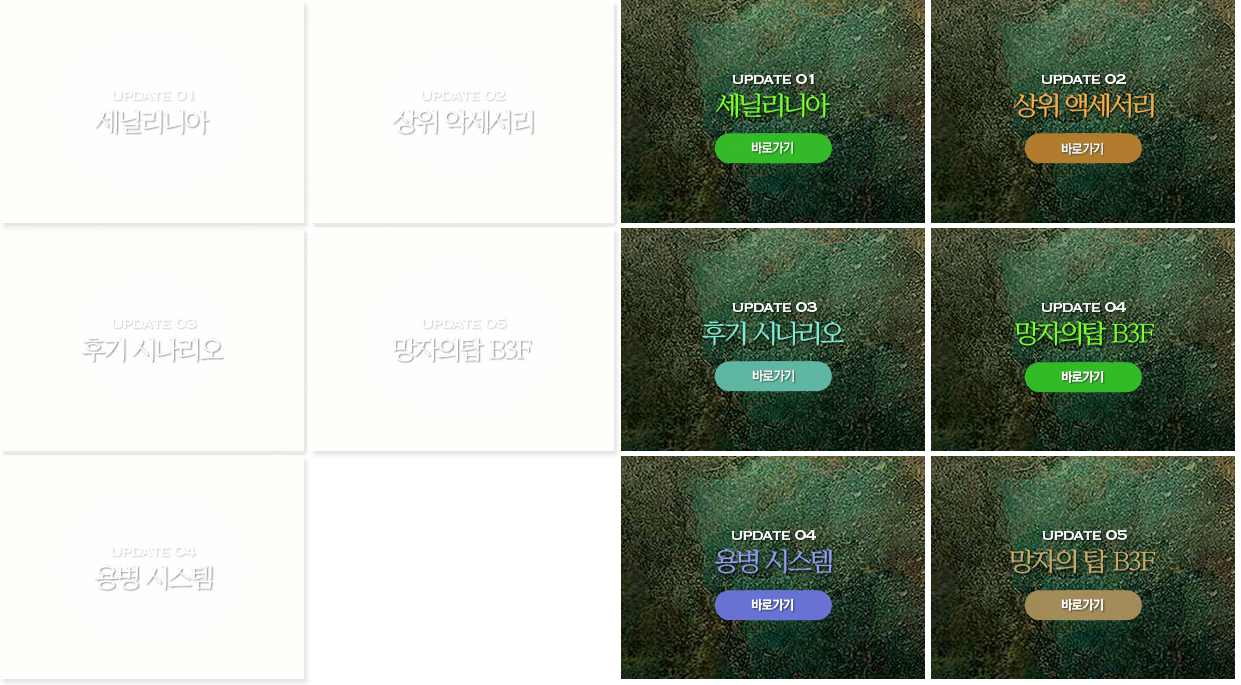 UPDATE 01
세닐리니아
UPDATE 02
상위 악세서리
UPDATE 01
세닐리니아
바로가기
UPDATE 02
상위 액세서리
바로가기
UPDATE 03
후기 시나리오
UPDATE 05
망자의탑 B3F
UPDATE 03
후기 시나리오
바로가기
UPDATE 04
망자의탑 B3F
바로가기
UPDATE 04
용병 시스템
UPDATE 04
용병 시스템
바로가기
UPDATE 05
망자의 탑 B3F
바로가기